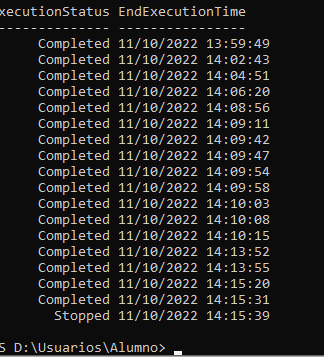 xecutionStatus EndExecutionTime
-------------- ----------------
Completed 11/10/2022 13:59:49
Completed 11/10/2022 14:02:43
Completed 11/10/2022 14:04:51
Completed 11/10/2022 14:06:20
Completed 11/10/2022 14:08:56
Completed 11/10/2022 14:09:11
Completed 11/10/2022 14:09:42
Completed 11/10/2022 14:09:47
Completed 11/10/2022 14:09:54
Completed 11/10/2022 14:09:58
Completed 11/10/2022 14:10:03
Completed 11/10/2022 14:10:08
Completed 11/10/2022 14:10:15
Completed 11/10/2022 14:13:52
Completed 11/10/2022 14:13:55
Completed 11/10/2022 14:15:20
Completed 11/10/2022 14:15:31
Stopped 11/10/2022 14:15:39
S D:\Usuarios\Alumno>